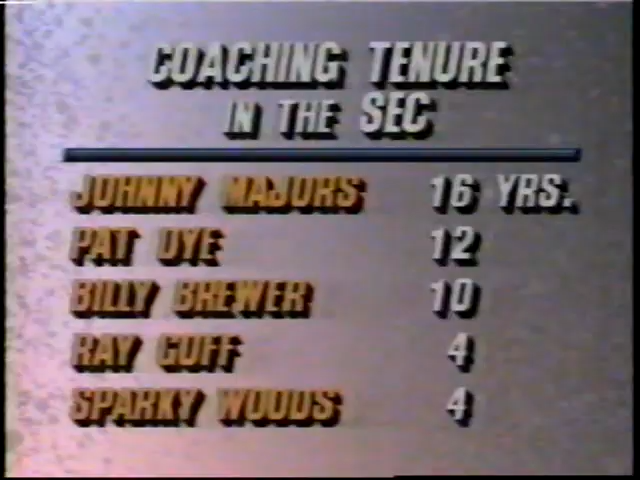 COACHING TENURE
IN THE SEC
JOHNNY MAJORS 16 YRS.
PAT DYE 12
BILLY BREWER 10
RAY GOFF 4
SPARKY WOODS 4